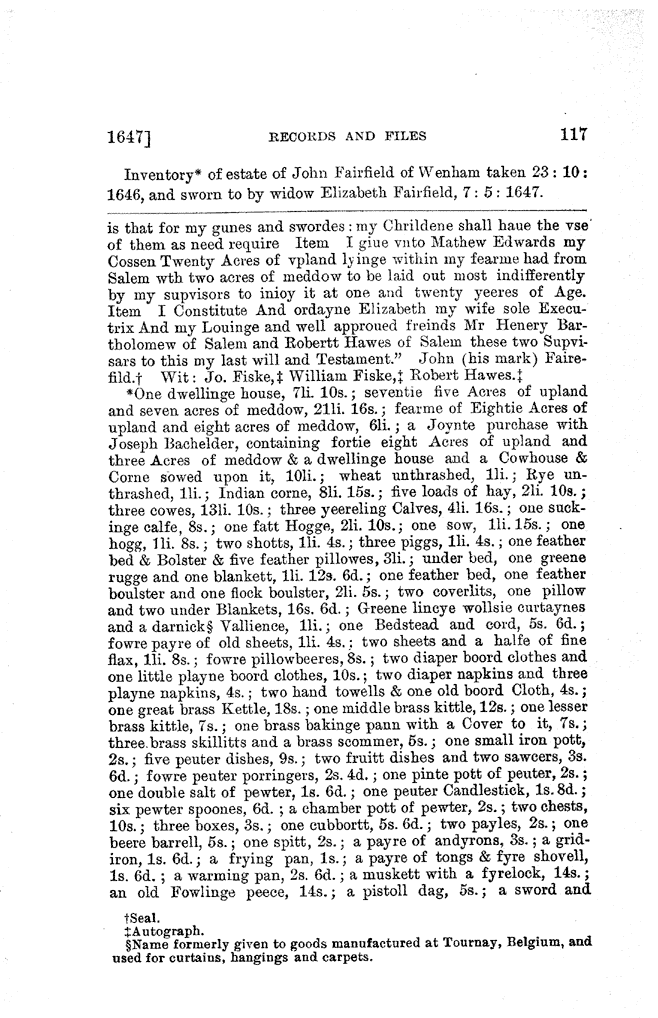 1647] RECORDS AND FILES 117
Inventory* of estate of John Fairfield of Wenham taken 23 : 10 :
1646, and sworn to by widow Elizabeth Fairfield, 7 : 5 : 1647.
is that for my gunes and swordes : my Chrildene shall haue the vse
of them as need require Item I giue vnto Mathew Edwards my
Cossen Twenty Acres of vpland lyinge within my fearme had from
Salem wth two acres of meddow to be laid out most indifferently
by my supvisors to inioy it at one and twenty yeeres of Age.
Item I Constitute And ordayne Elizabeth my wife sole Execu-
trix And my Louinge and well approued freinds Mr Henery Bar-
tholomew of Salem and Robertt Hawes of Salem these two Supvi-
sars to this my last will and Testament." John (his mark) Faire-
fild.† Wit: Jo. Fiske,‡ William Fiske,‡ Robert Hawes.‡
*One dwellinge house, 7li. 10s.; seventie five Acres of upland
and seven acres of meddow, 21li. 16s.; fearme of Eightie Acres of
upland and eight acres of meddow, 6li.; a Joynte purchase with
Joseph Bachelder, containing fortie eight Acres of upland and
three Acres of meddow & a dwellinge house and a Cowhouse &
Corne sowed upon it, 10li.; wheat unthrashed, 1li.; Rye un-
thrashed, 1li.; Indian corne, 8li. 15s.; five loads of hay, 2li. 10s.;
three cowes, 13li. 10s.; three yeereling Calves, 4li. 16s.; one suck-
inge calfe, 8s.; one fatt Hogge, 2li. 10s.; one sow, 1li. 15s.; one
hogg, 1li. 8s.; two shotts, 1li. 4s.; three piggs, 1li. 4s.; one feather
bed & Bolster & five feather pillowes, 3li.; under bed, one greene
rugge and one blankett, 1li. 12s. 6d.; one feather bed, one feather
boulster and one flock boulster, 2li. 5s.; two coverlits, one pillow
and two under Blankets, 16s. 6d.; Greene lincye wollsie curtaynes
and a darnick§ Vallience, 1li.; one Bedstead and cord, 5s. 6d.;
fowre payre of old sheets, 1li. 4s.; two sheets and a halfe of fine
flax, 1li. 8s.; fowre pillowbeeres, 8s.; two diaper boord clothes and
one little playne boord clothes, 10s.; two diaper napkins and three
playne napkins, 4s.; two hand towells & one old boord Cloth, 4s.;
one great brass Kettle, 18s.; one middle brass kittle, 12s.; one lesser
brass kittle, 7s.; one brass bakinge pann with a Cover to it, 7s.;
three brass skillitts and a brass scommer, 5s.; one small iron pott,
2s.; five peuter dishes, 9s.; two fruitt dishes and two sawcers, 3s.
6d.; fowre peuter porringers, 2s. 4d.; one pinte pott of peuter, 2s.;
one double salt of pewter, 1s. 6d.; one peuter Candlestick, 1s. 8d.;
six pewter spoones, 6d.; a chamber pott of pewter, 2s.; two chests,
10s.; three boxes, 3s.; one cubbortt, 5s. 6d.; two payles, 2s.; one
beere barrell, 5s.; one spitt, 2s.; a payre of andyrons, 3s.; a grid-
iron, 1s. 6d.; a frying pan, 1s.; a payre of tongs & fyre shovell,
1s. 6d.; a warming pan, 2s. 6d.; a muskett with a fyrelock, 14s.;
an old Fowlinge peece, 14s.; a pistoll dag, 5s.; a sword and
†Seal.
‡Autograph.
§Name formerly given to goods manufactured at Tournay, Belgium, and
used for curtains, hangings and carpets.